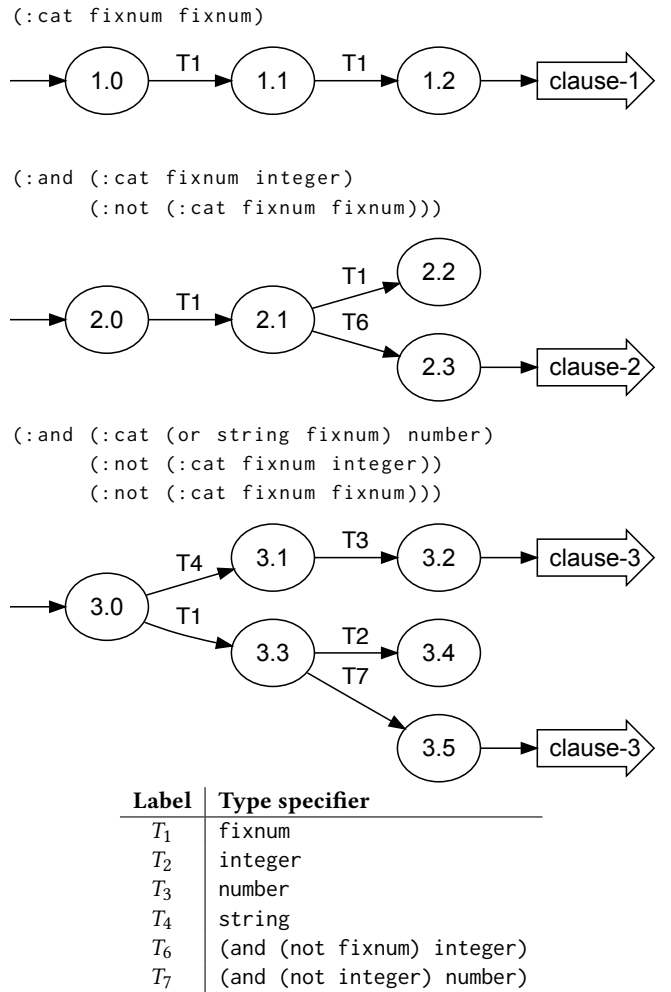 (:cat fixnum fixnum)
1.0 T1 1.1 T1 1.2 clause-1
(:and (:cat fixnum integer)
(:not (:cat fixnum fixnum)))
T1 2.2
2.0 T1 2.1
T6
2.3 clause-2
(:and (:cat (or string fixnum) number)
(:not (:cat fixnum integer))
(:not (:cat fixnum fixnum)))
T4 3.1 T3 3.2 clause-3
3.0
T1 3.3 T2 3.4
T7
3.5 clause-3
Label Type specifier
T1 fixnum
T2 integer
T3 number
T4 string
T6 (and (not fixnum) integer)
T7 (and (not integer) number)